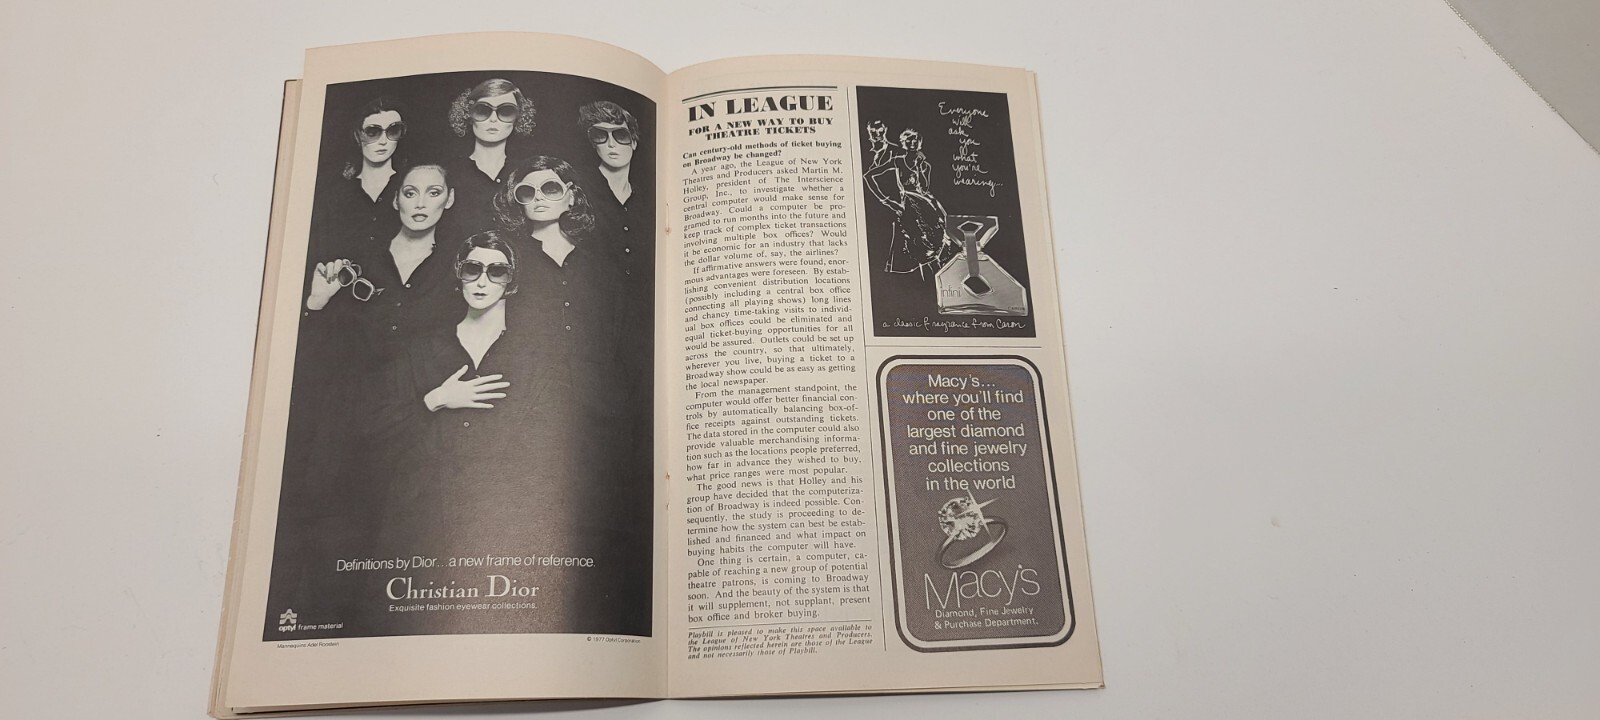 Definitions by Dior...a new frame of reference.
Christian Dior
Exquisite fashion eyewear collections.
optyl frame material
Mannequins: Adel Rootstein
© 1977 Optyl Corporation
IN LEAGUE
FOR A NEW WAY TO BUY
THEATRE TICKETS
Can century-old methods of ticket buying
on Broadway be changed?
A year ago, the League of New York
Theatres and Producers asked Martin M.
Holley, president of The Interscience
Group, Inc., to investigate whether a
central computer would make sense for
Broadway. Could a computer be pro-
gramed to run months into the future and
keep track of complex ticket transactions
involving multiple box offices? Would
it be economic for an industry that lacks
the dollar volume of, say, the airlines?
If affirmative answers were found, enor-
mous advantages were foreseen. By estab-
lishing convenient distribution locations
(possibly including a central box office
connecting all playing shows) long lines
and chancy time-taking visits to individ-
ual box offices could be eliminated and
equal ticket-buying opportunities for all
would be assured. Outlets could be set up
across the country, so that ultimately,
wherever you live, buying a ticket to a
Broadway show could be as easy as getting
the local newspaper.
From the management standpoint, the
computer would offer better financial con-
trols by automatically balancing box-of-
fice receipts against outstanding tickets.
The data stored in the computer could also
provide valuable merchandising informa-
tion such as the locations people preferred,
how far in advance they wished to buy,
what price ranges were most popular.
The good news is that Holley and his
group have decided that the computeriza-
tion of Broadway is indeed possible. Con-
sequently, the study is proceeding to de-
termine how the system can best be estab-
lished and financed and what impact on
buying habits the computer will have.
One thing is certain, a computer, ca-
pable of reaching a new group of potential
theatre patrons, is coming to Broadway
soon. And the beauty of the system is that
it will supplement, not supplant, present
box office and broker buying.
Playbill is pleased to make this space available to
the League of New York Theatres and Producers.
The opinions reflected herein are those of the League
and not necessarily those of Playbill.
Everyone
will
ask
you
what
you're
wearing...
infini
a classic fragrance from Caron
Macy's...
where you'll find
one of the
largest diamond
and fine jewelry
collections
in the world
Macy's
Diamond, Fine Jewelry
& Purchase Department.